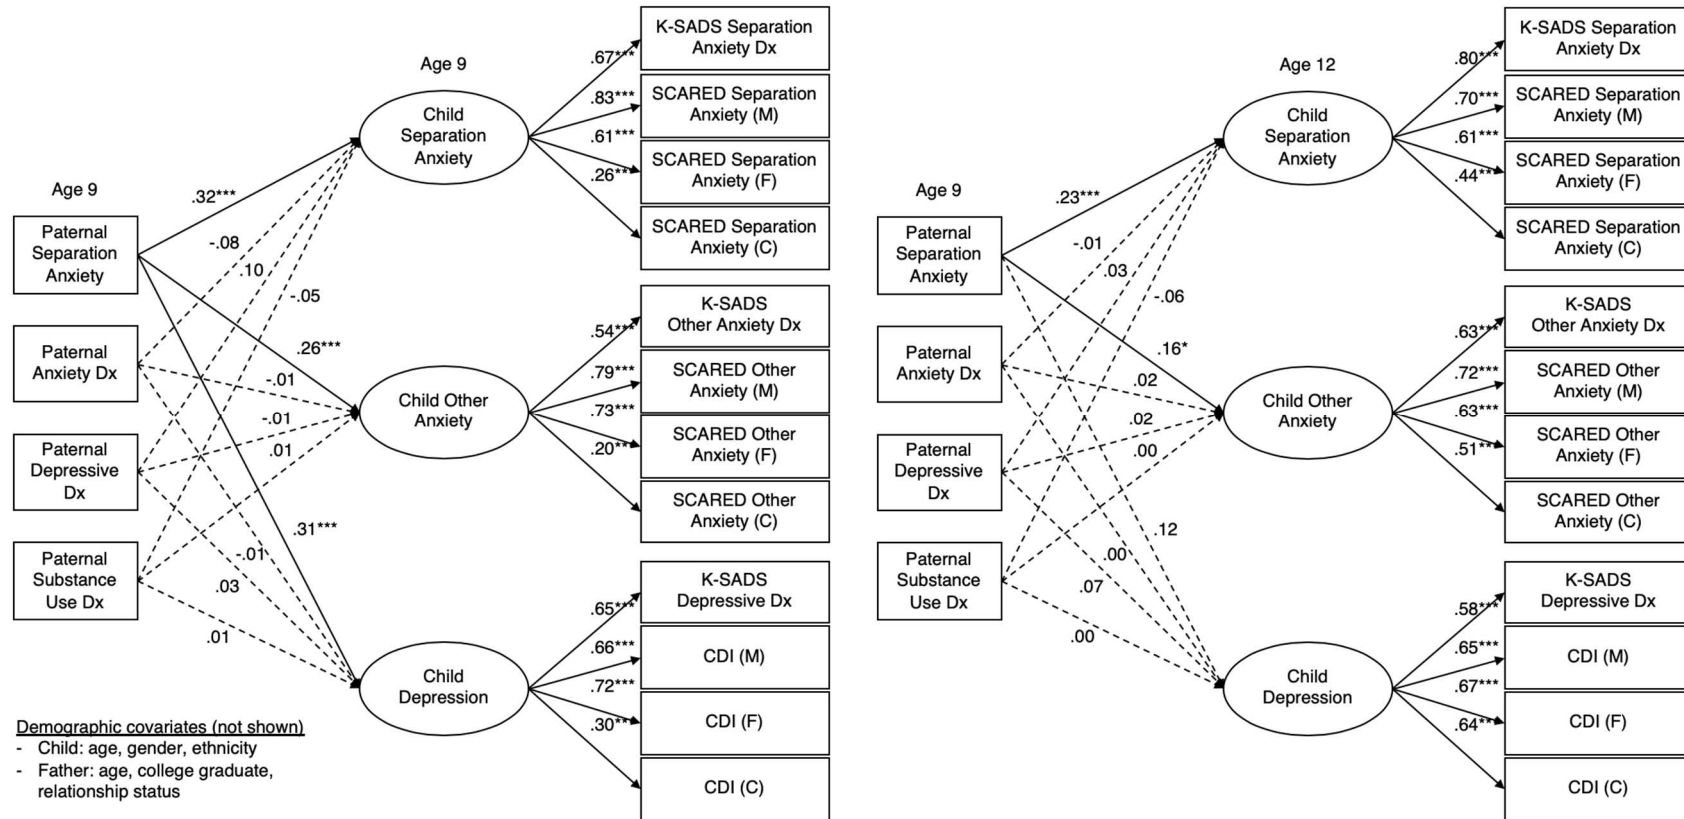 Age 9
Age 9
Paternal
Separation
Anxiety
Paternal
Anxiety Dx
Paternal
Depressive
Dx
Paternal
Substance
Use Dx
.32***
-.08
.10
-.05
.26***
-.01
-.01
.01
.31***
-.01
.03
.01
Child
Separation
Anxiety
Child Other
Anxiety
Child
Depression
.67***
.83***
.61***
.26***
.54***
.79***
.73***
.20***
.65***
.66***
.72***
.30***
K-SADS Separation
Anxiety Dx
SCARED Separation
Anxiety (M)
SCARED Separation
Anxiety (F)
SCARED Separation
Anxiety (C)
K-SADS
Other Anxiety Dx
SCARED Other
Anxiety (M)
SCARED Other
Anxiety (F)
SCARED Other
Anxiety (C)
K-SADS
Depressive Dx
CDI (M)
CDI (F)
CDI (C)
Demographic covariates (not shown)
- Child: age, gender, ethnicity
- Father: age, college graduate,
relationship status
Age 9
Age 12
Paternal
Separation
Anxiety
Paternal
Anxiety Dx
Paternal
Depressive
Dx
Paternal
Substance
Use Dx
.23***
-.01
.03
-.06
.16*
.02
.02
.00
.12
.00
.07
.00
Child
Separation
Anxiety
Child Other
Anxiety
Child
Depression
.80***
.70***
.61***
.44***
.63***
.72***
.63***
.51***
.58***
.65***
.67***
.64***
K-SADS Separation
Anxiety Dx
SCARED Separation
Anxiety (M)
SCARED Separation
Anxiety (F)
SCARED Separation
Anxiety (C)
K-SADS
Other Anxiety Dx
SCARED Other
Anxiety (M)
SCARED Other
Anxiety (F)
SCARED Other
Anxiety (C)
K-SADS
Depressive Dx
CDI (M)
CDI (F)
CDI (C)